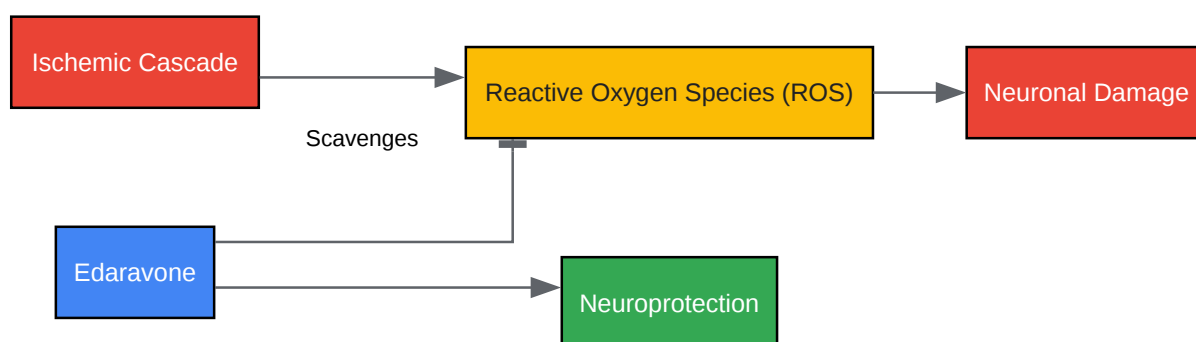 Ischemic Cascade
Reactive Oxygen Species (ROS)
Neuronal Damage
Scavenges
Edaravone
Neuroprotection